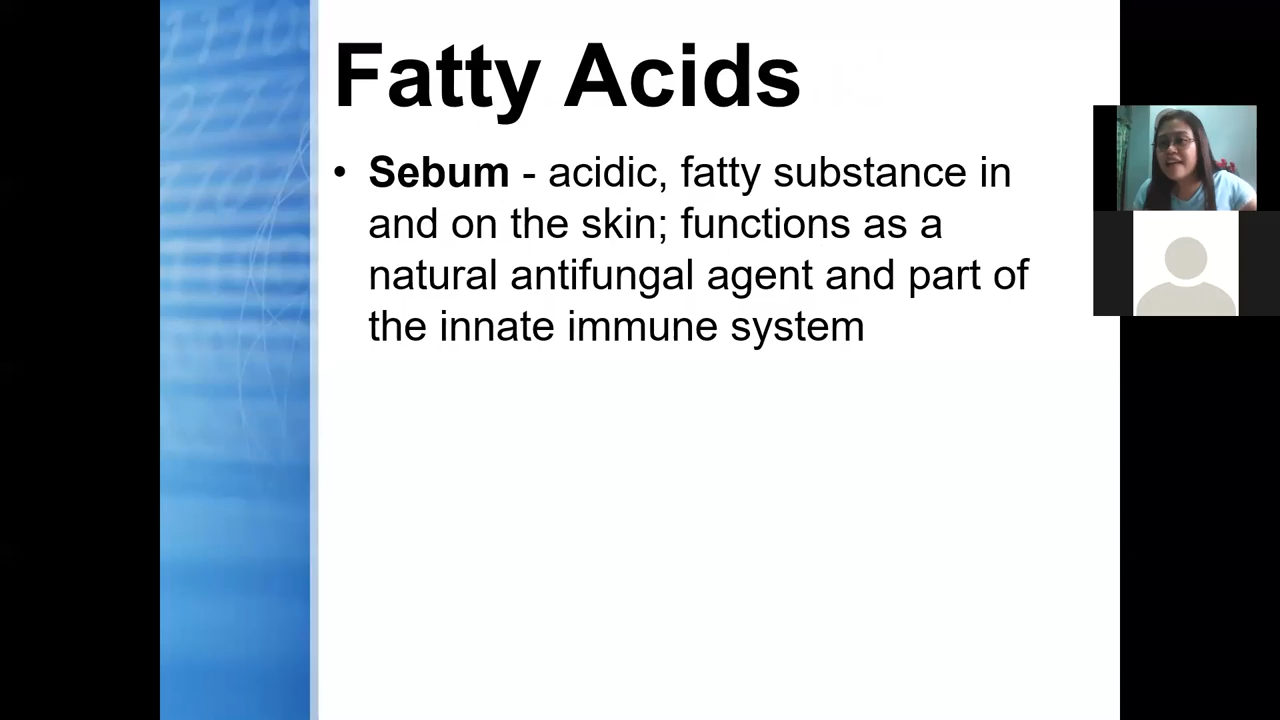 Fatty Acids
• Sebum - acidic, fatty substance in
and on the skin; functions as a
natural antifungal agent and part of
the innate immune system